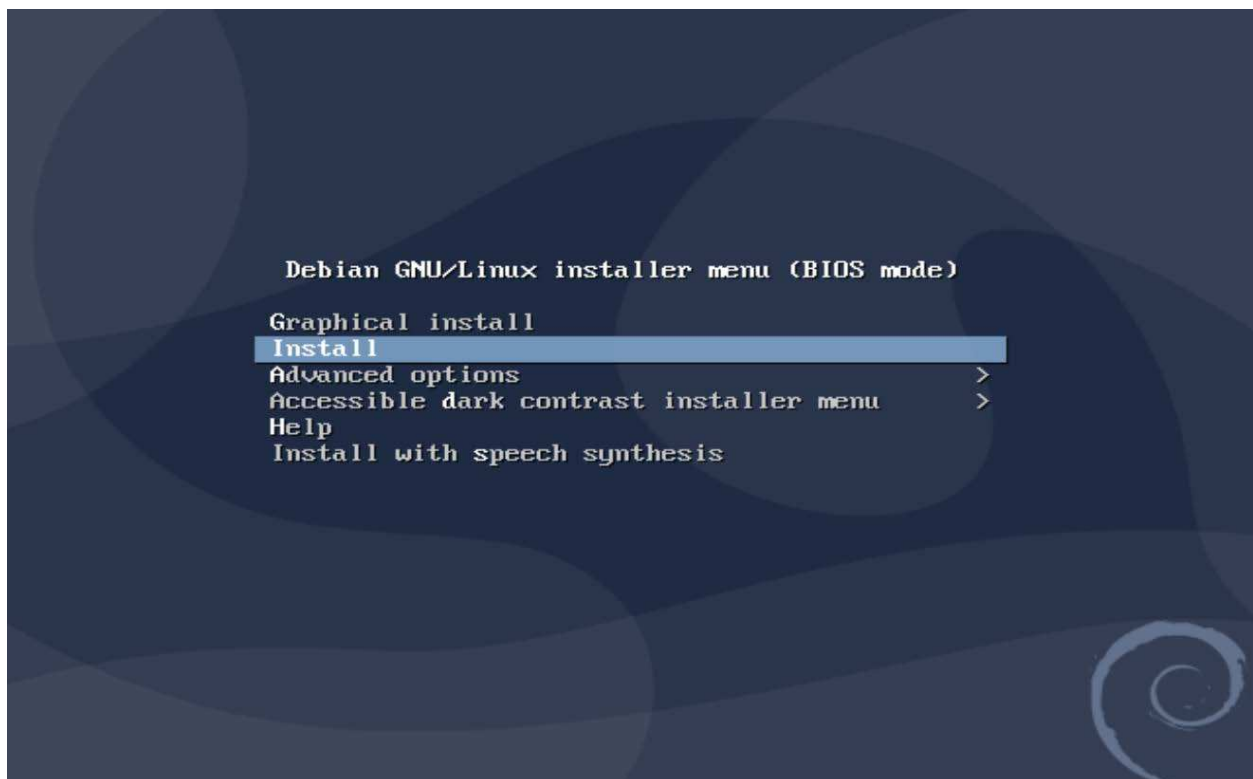 Debian GNU/Linux installer menu (BIOS mode)
Graphical install
Install
Advanced options >
Accessible dark contrast installer menu >
Help
Install with speech synthesis